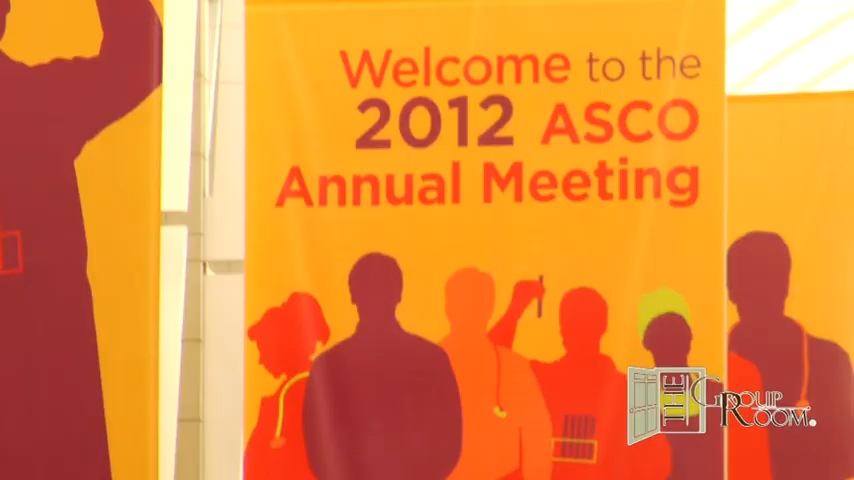 Welcome to the
2012 ASCO
Annual Meeting
THE GROUP ROOM.